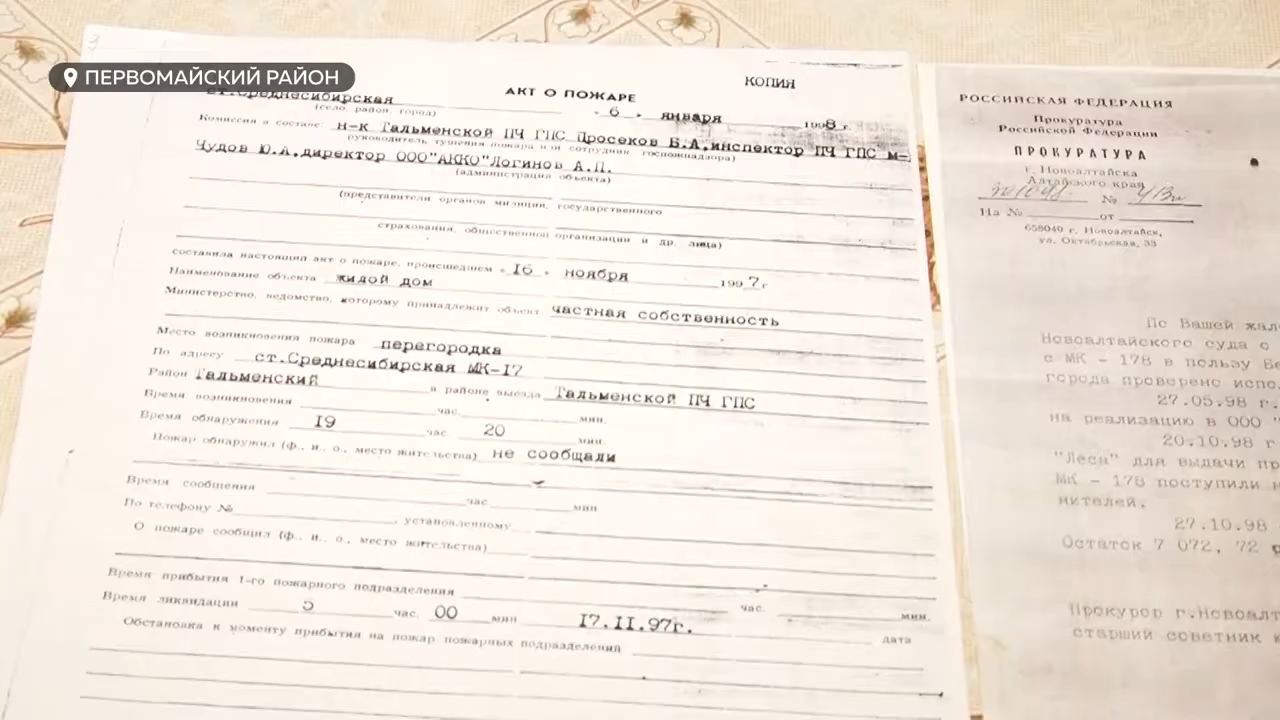 ПЕРВОМАЙСКИЙ РАЙОН
КОПИЯ
АКТ О ПОЖАРЕ
ст.Среднесибирская
(село, район, город)
"6" января 1998 г.
Комиссия в составе: н-к Тальменской ПЧ ГПС Просеков Б.А.инспектор ПЧ ГПС м-
руководитель тушения пожара или сотрудник госпожнадзора)
Чудов Ю.А.директор ООО"АККО"Логинов А.П.
(администрация объекта)
(представители органов милиции, государственного
страхования, общественной организации и др. лица)
составила настоящий акт о пожаре, происшедшем "16" ноября 1997 г
Наименование объекта жилой дом
Министерство, ведомство, которому принадлежит объект частная собственность
Место возникновения пожара перегородка
По адресу ст.Среднесибирская МК-17
Район Тальменский в районе выезда Тальменской ПЧ ГПС
Время возникновения час. мин.
Время обнаружения 19 час. 20 мин.
Пожар обнаружил (ф., и., о., место жительства) не сообщали
Время сообщения час мин
По телефону № , установленному
О пожаре сообщил (ф., и., о., место жительства)
Время прибытия 1-го пожарного подразделения час. мин.
Время ликвидации 5 час. 00 мин 17.11.97г. дата
Обстановка к моменту прибытия на пожар пожарных подразделений
РОССИЙСКАЯ ФЕДЕРАЦИЯ
Прокуратура
Российской Федерации
ПРОКУРАТУРА
г. Новоалтайска
Алтайского края
№
На № от
658040 г. Новоалтайск,
ул. Октябрьская, 33
По Вашей жал
Новоалтайского суда о
с МК - 178 в пользу Бе
города проверено испо
27.05.98 г.
на реализацию в ООО "
20.10.98 г
"Леси" для выдачи пр
МК - 178 поступили
нителей.
27.10.98
Остаток 7 072, 72
Прокурор г.Новоалт
старший советник